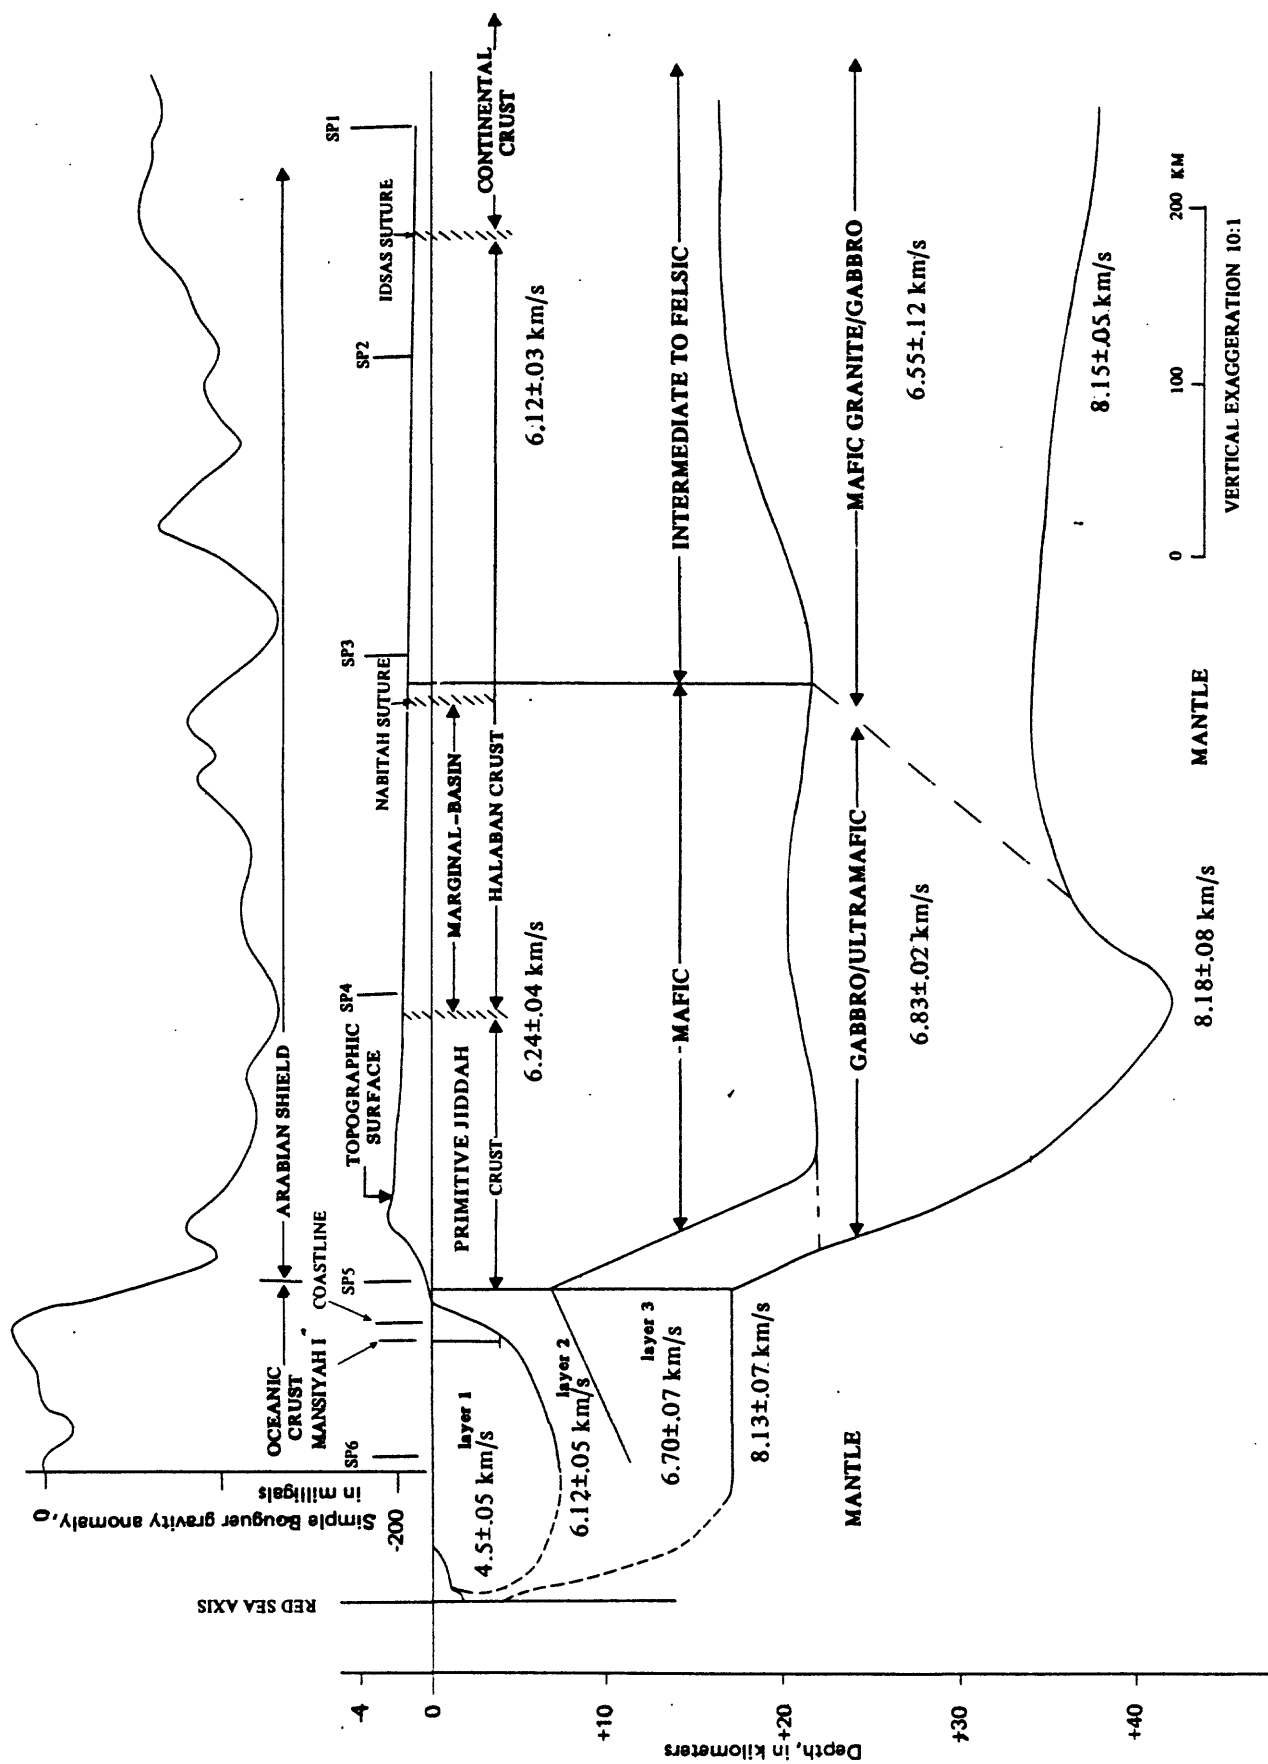 Simple Bouguer gravity anomaly,
in milligals
0
-200
RED SEA AXIS
OCEANIC
CRUST
ARABIAN SHIELD
MANSIYAH I
COASTLINE
SP6
SP5
SP4
SP3
SP2
SP1
TOPOGRAPHIC
SURFACE
NABITAH SUTURE
IDSAS SUTURE
PRIMITIVE JIDDAH
CRUST
MARGINAL-BASIN
HALABAN CRUST
CONTINENTAL
CRUST
layer 1
4.5±.05 km/s
layer 2
6.12±.05 km/s
layer 3
6.70±.07 km/s
8.13±.07 km/s
MANTLE
6.24±.04 km/s
6.12±.03 km/s
MAFIC
INTERMEDIATE TO FELSIC
GABBRO/ULTRAMAFIC
MAFIC GRANITE/GABBRO
6.83±.02 km/s
6.55±.12 km/s
8.18±.08 km/s
8.15±.05 km/s
MANTLE
Depth, in kilometers
-4
0
+10
+20
+30
+40
0
100
200 KM
VERTICAL EXAGGERATION 10:1